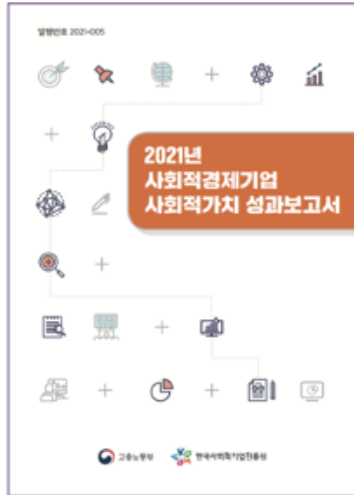 발행번호 2021-005
2021년
사회적경제기업
사회적가치 성과보고서
고용노동부
한국사회적기업진흥원